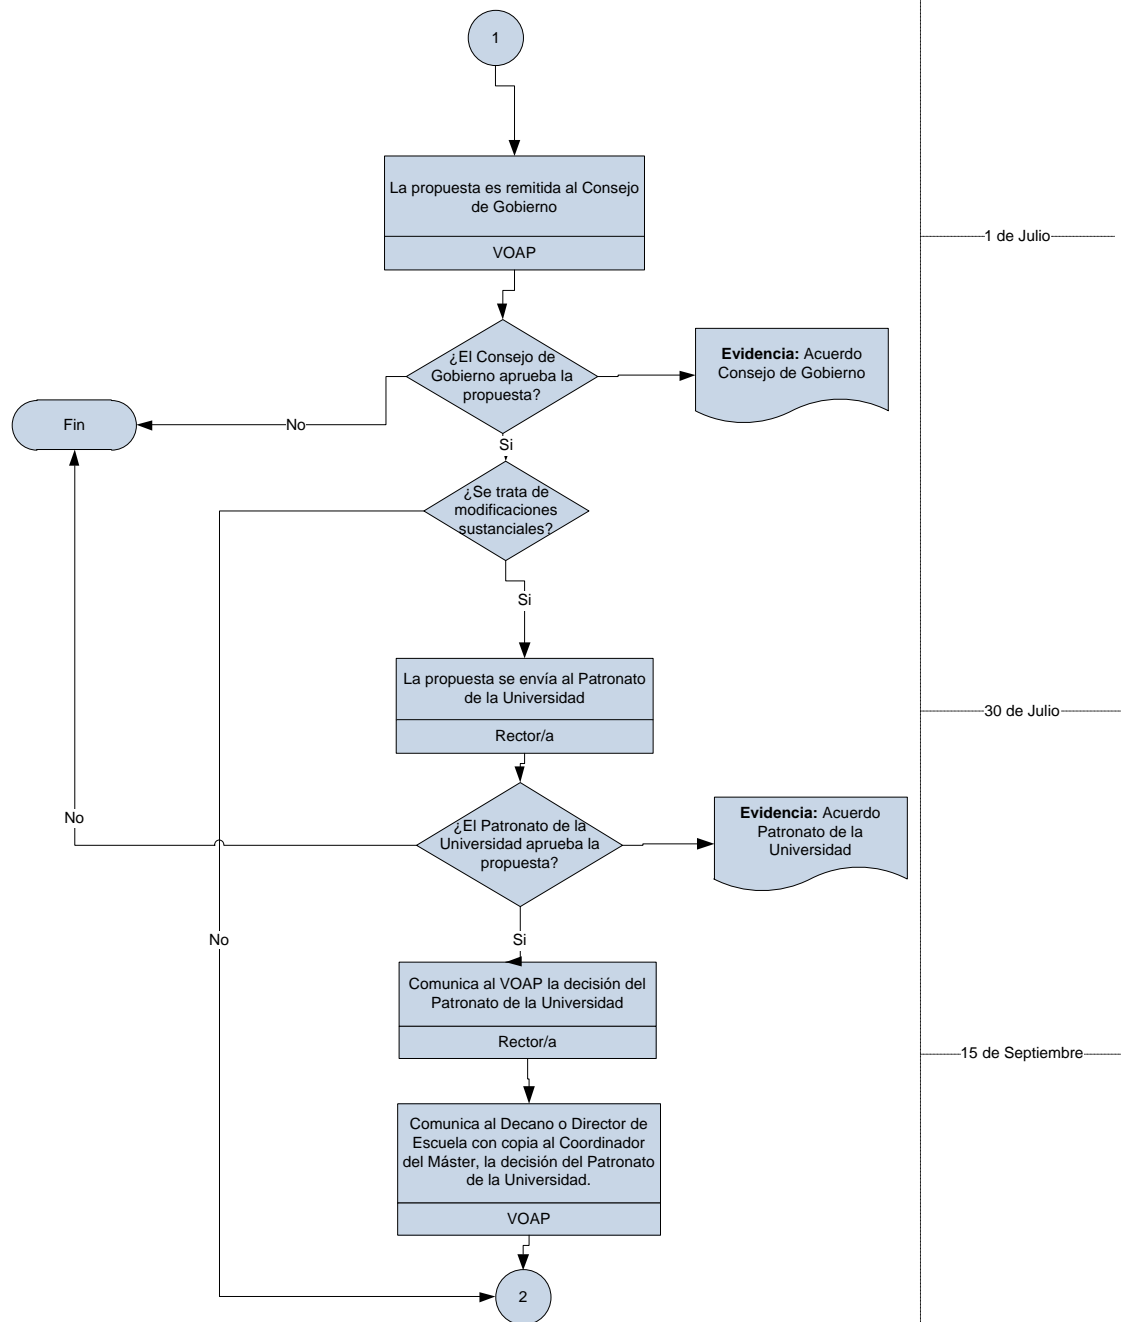 1
La propuesta es remitida al Consejo
de Gobierno
VOAP
1 de Julio
¿El Consejo de
Gobierno aprueba la
propuesta?
Evidencia: Acuerdo
Consejo de Gobierno
No
Fin
Si
¿Se trata de
modificaciones
sustanciales?
Si
La propuesta se envía al Patronato
de la Universidad
Rector/a
30 de Julio
¿El Patronato de la
Universidad aprueba la
propuesta?
Evidencia: Acuerdo
Patronato de la
Universidad
No
No
Si
Comunica al VOAP la decisión del
Patronato de la Universidad
Rector/a
15 de Septiembre
Comunica al Decano o Director de
Escuela con copia al Coordinador
del Máster, la decisión del Patronato
de la Universidad.
VOAP
2